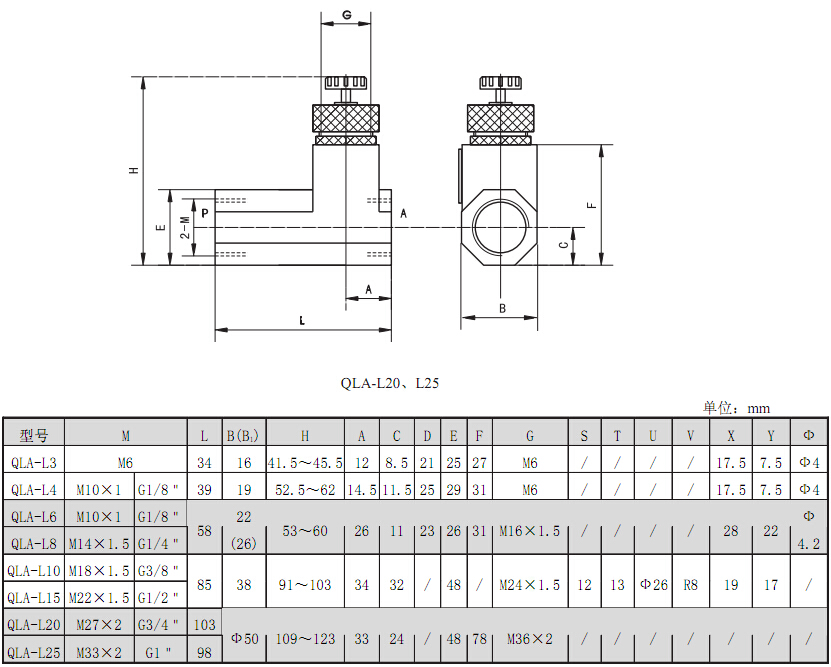 G
H
E
2-M
P
A
F
C
A
B
L
QLA-L20、L25
单位：mm
型号 M L B(B₁) H A C D E F G S T U V X Y Φ
QLA-L3 M6 34 16 41.5～45.5 12 8.5 21 25 27 M6 / / / / 17.5 7.5 Φ4
QLA-L4 M10×1 G1/8" 39 19 52.5～62 14.5 11.5 25 29 31 M6 / / / / 17.5 7.5 Φ4
QLA-L6 M10×1 G1/8" 58 22 (26) 53～60 26 11 23 26 31 M16×1.5 / / / / 28 22 Φ 4.2
QLA-L8 M14×1.5 G1/4"
QLA-L10 M18×1.5 G3/8" 85 38 91～103 34 32 / 48 / M24×1.5 12 13 Φ26 R8 19 17 /
QLA-L15 M22×1.5 G1/2"
QLA-L20 M27×2 G3/4" 103 Φ50 109～123 33 24 / 48 78 M36×2 / / / / / / /
QLA-L25 M33×2 G1" 98